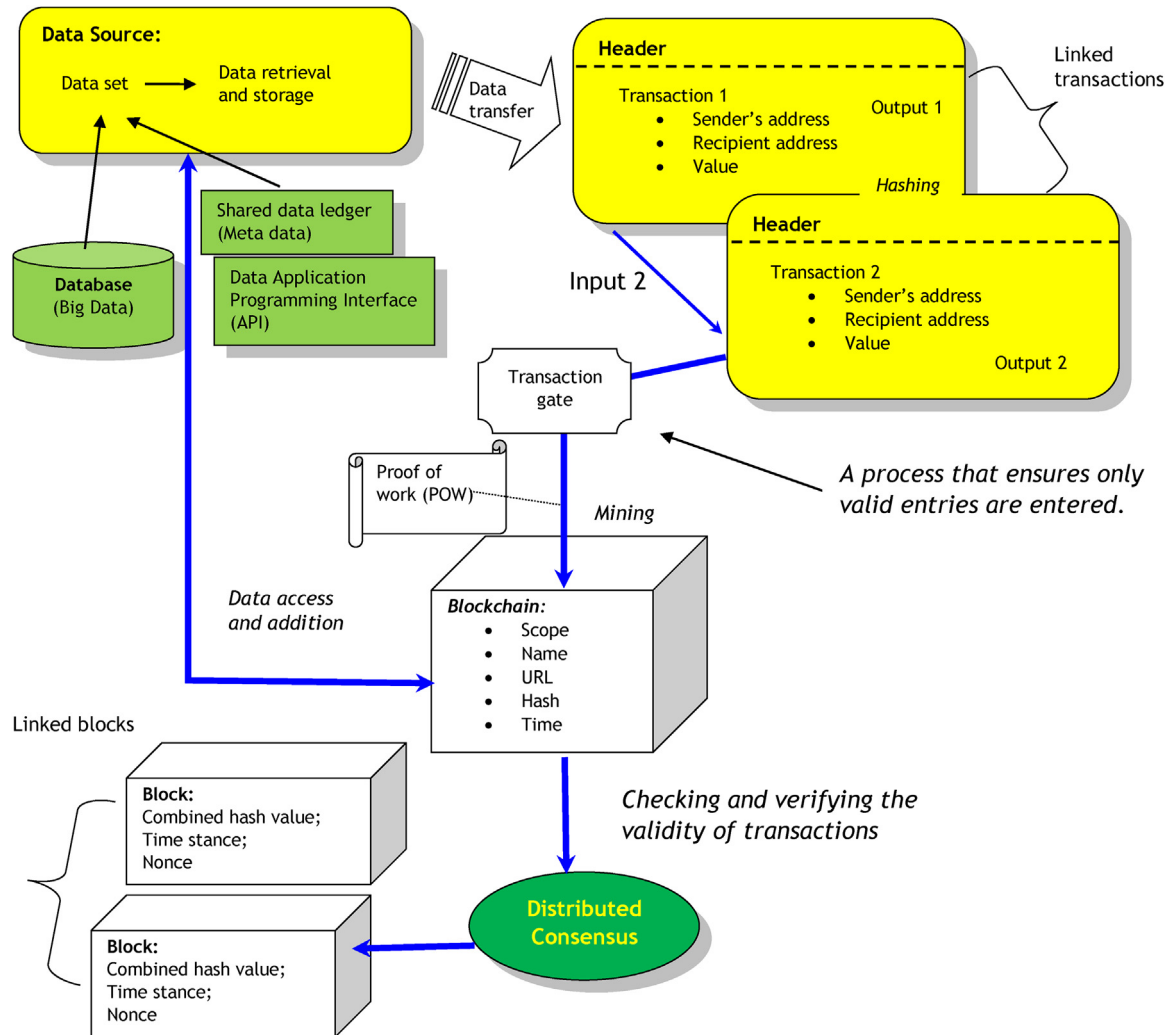 Data Source:
Data set
Data retrieval
and storage
Data
transfer
Header
Transaction 1
• Sender's address
• Recipient address
• Value
Output 1
Hashing
Linked
transactions
Header
Transaction 2
• Sender's address
• Recipient address
• Value
Output 2
Input 2
Shared data ledger
(Meta data)
Data Application
Programming Interface
(API)
Database
(Big Data)
Transaction
gate
Proof of
work (POW)
Mining
A process that ensures only
valid entries are entered.
Data access
and addition
Blockchain:
• Scope
• Name
• URL
• Hash
• Time
Linked blocks
Block:
Combined hash value;
Time stance;
Nonce
Checking and verifying the
validity of transactions
Distributed
Consensus
Block:
Combined hash value;
Time stance;
Nonce